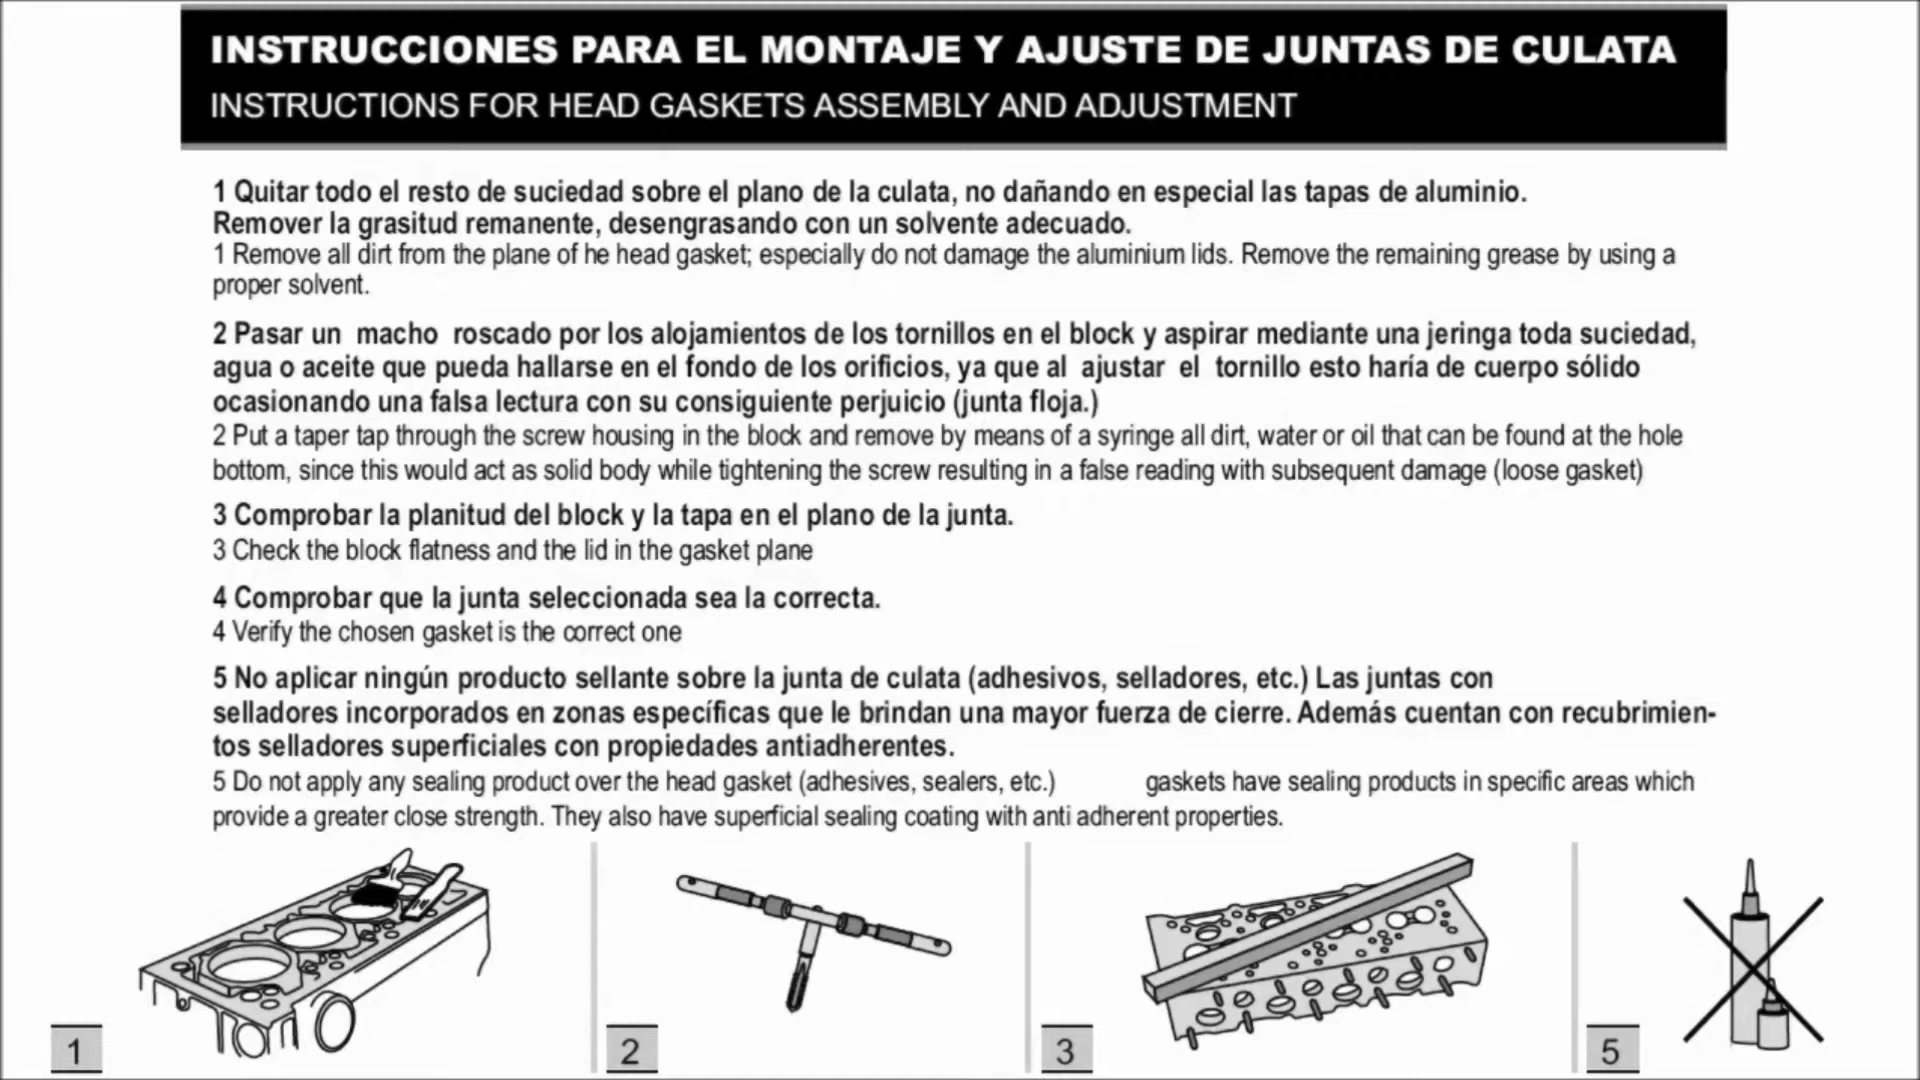 INSTRUCCIONES PARA EL MONTAJE Y AJUSTE DE JUNTAS DE CULATA
INSTRUCTIONS FOR HEAD GASKETS ASSEMBLY AND ADJUSTMENT
1 Quitar todo el resto de suciedad sobre el plano de la culata, no dañando en especial las tapas de aluminio.
Remover la grasitud remanente, desengrasando con un solvente adecuado.
1 Remove all dirt from the plane of he head gasket; especially do not damage the aluminium lids. Remove the remaining grease by using a
proper solvent.
2 Pasar un macho roscado por los alojamientos de los tornillos en el block y aspirar mediante una jeringa toda suciedad,
agua o aceite que pueda hallarse en el fondo de los orificios, ya que al ajustar el tornillo esto haría de cuerpo sólido
ocasionando una falsa lectura con su consiguiente perjuicio (junta floja.)
2 Put a taper tap through the screw housing in the block and remove by means of a syringe all dirt, water or oil that can be found at the hole
bottom, since this would act as solid body while tightening the screw resulting in a false reading with subsequent damage (loose gasket)
3 Comprobar la planitud del block y la tapa en el plano de la junta.
3 Check the block flatness and the lid in the gasket plane
4 Comprobar que la junta seleccionada sea la correcta.
4 Verify the chosen gasket is the correct one
5 No aplicar ningún producto sellante sobre la junta de culata (adhesivos, selladores, etc.) Las juntas con
selladores incorporados en zonas específicas que le brindan una mayor fuerza de cierre. Además cuentan con recubrimien-
tos selladores superficiales con propiedades antiadherentes.
5 Do not apply any sealing product over the head gasket (adhesives, sealers, etc.) gaskets have sealing products in specific areas which
provide a greater close strength. They also have superficial sealing coating with anti adherent properties.
1
2
3
5